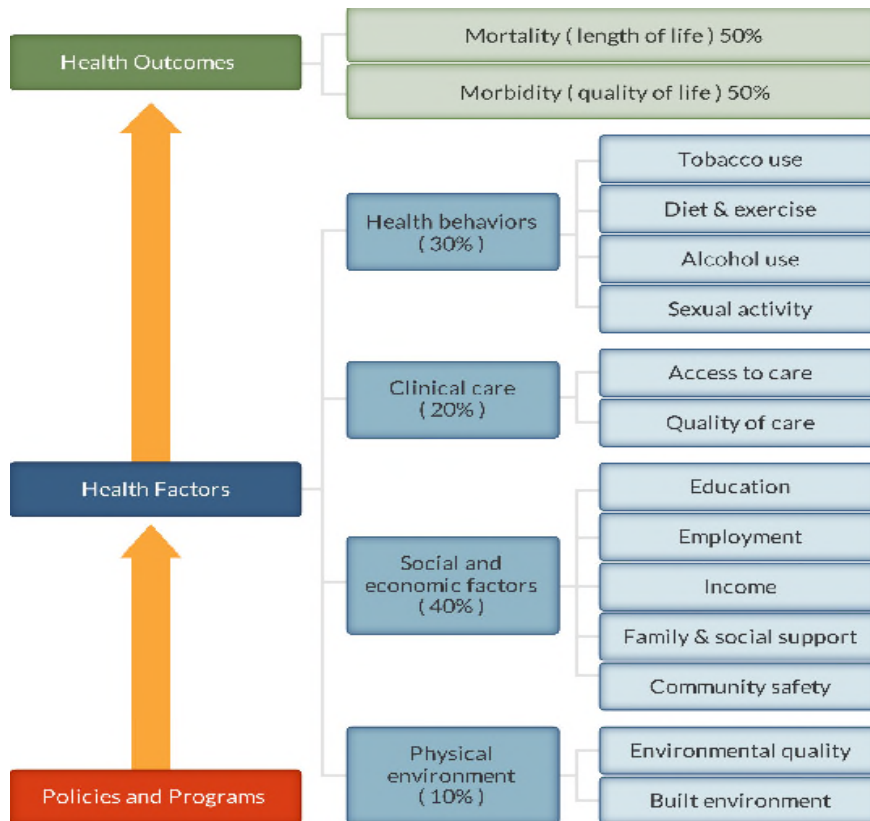 Health Outcomes
Mortality ( length of life ) 50%
Morbidity ( quality of life ) 50%
Health Factors
Health behaviors
( 30% )
Tobacco use
Diet & exercise
Alcohol use
Sexual activity
Clinical care
( 20% )
Access to care
Quality of care
Social and
economic factors
( 40% )
Education
Employment
Income
Family & social support
Community safety
Physical
environment
( 10% )
Environmental quality
Built environment
Policies and Programs